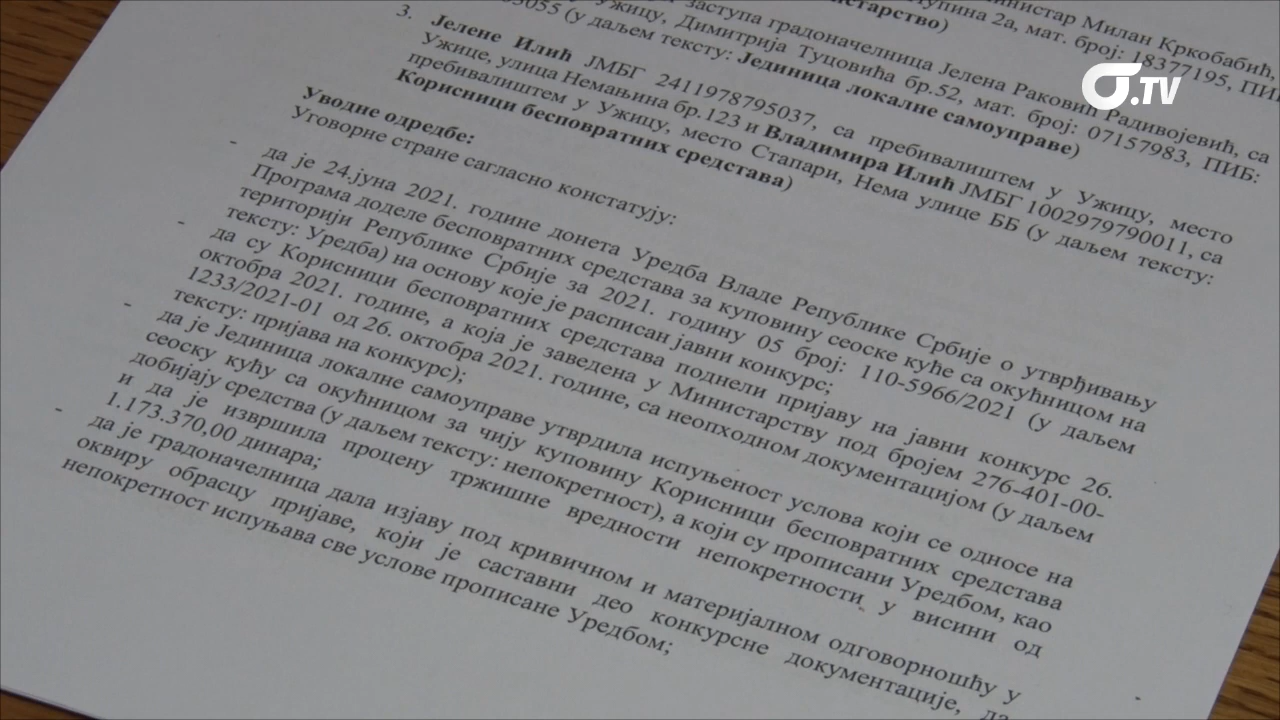 министар Милан Кркобабић,
тупина 2а, мат. број: 18377195, ПИБ
истарство)
заступа градоначелница Јелена Раковић Радивојевић, са
Ужицу, Димитрија Туцовића бр.52, мат. број: 07157983, ПИБ:
055 (у даљем тексту: Јединица локалне самоуправе)
3. Јелене Илић ЈМБГ 2411978795037, са пребивалиштем у Ужицу, место
Ужице, улица Немањина бр.123 и Владимира Илић ЈМБГ 1002979790011, са
пребивалиштем у Ужицу, место Стапари, Нема улице ББ (у даљем тексту:
Корисници бесповратних средстава)
Уводне одредбе:
Уговорне стране сагласно констатују:
- да је 24.јуна 2021. године донета Уредба Владе Републике Србије о утврђивању
Програма доделе бесповратних средстава за куповину сеоске куће са окућницом на
територији Републике Србије за 2021. годину 05 број: 110-5966/2021 (у даљем
тексту: Уредба) на основу које је расписан јавни конкурс;
- да су Корисници бесповратних средстава поднели пријаву на јавни конкурс 26.
октобра 2021. године, а која је заведена у Министарству под бројем 276-401-00-
1233/2021-01 од 26. октобра 2021. године, са неопходном документацијом (у даљем
тексту: пријава на конкурс);
- да је Јединица локалне самоуправе утврдила испуњеност услова који се односе на
сеоску кућу са окућницом за чију куповину Корисници бесповратних средстава
добијају средства (у даљем тексту: непокретност), а који су прописани Уредбом, као
и да је извршила процену тржишне вредности непокретности у висини од
1.173.370,00 динара;
- да је градоначелница дала изјаву под кривичном и материјалном одговорношћу у
оквиру обрасцу пријаве, који је саставни део конкурсне документације, да
непокретност испуњава све услове прописане Уредбом;
-
.TV